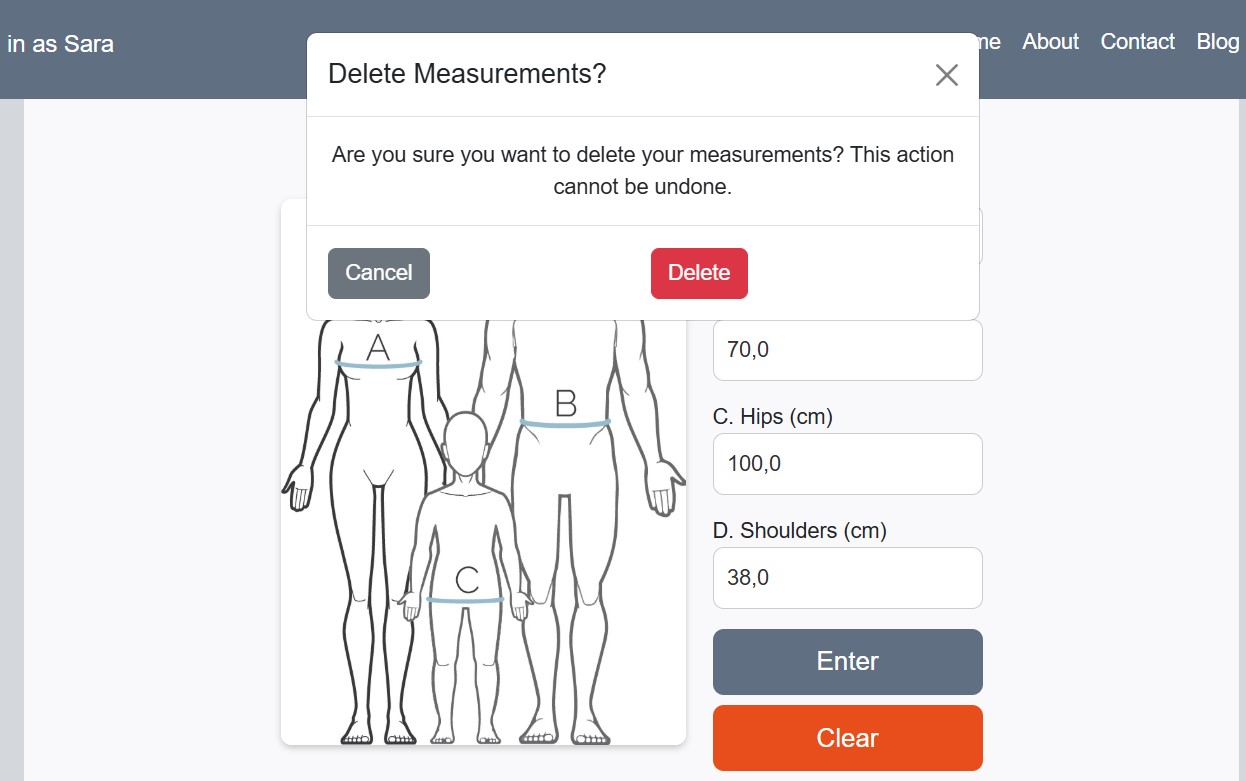 in as Sara
About Contact Blog
Delete Measurements?
Are you sure you want to delete your measurements? This action
cannot be undone.
Cancel Delete
A
B
C
70,0
C. Hips (cm)
100,0
D. Shoulders (cm)
38,0
Enter
Clear